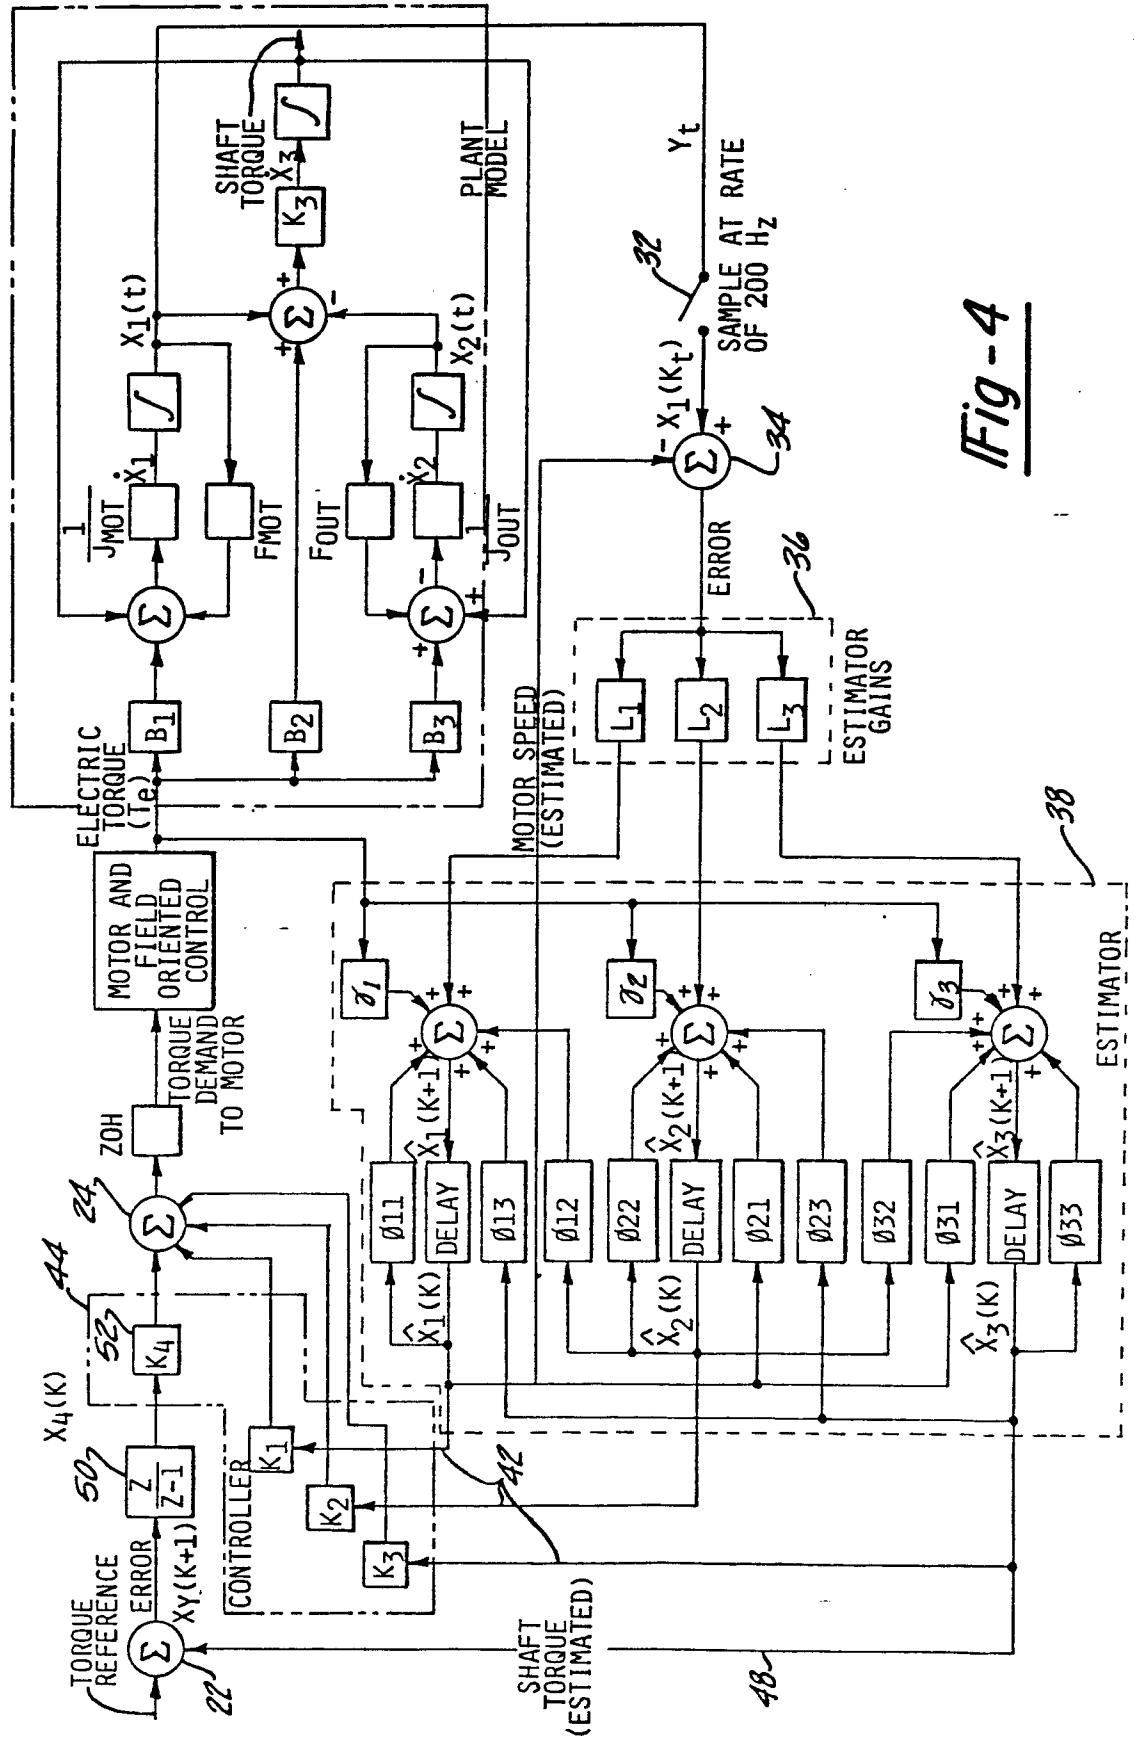 TORQUE
REFERENCE
Σ
22
ERROR
XY(K+1)
50
Z
Z-1
X4(K)
44
52
K4
24
Σ
ZOH
TORQUE
DEMAND
TO MOTOR
MOTOR AND
FIELD
ORIENTED
CONTROL
ELECTRIC
TORQUE
(Te)
B1
B2
B3
Σ
1
JMOT
Ẋ1
∫
X1(t)
FMOT
Σ
+
+
-
K3
Ẋ3
∫
SHAFT
TORQUE
FOUT
Σ
+
-
+
1
JOUT
Ẋ2
∫
X2(t)
PLANT
MODEL
CONTROLLER
K1
K2
K3
42
SHAFT
TORQUE
(ESTIMATED)
48
MOTOR SPEED
(ESTIMATED)
Yt
32
SAMPLE AT RATE
OF 200 Hz
X1(Kt)
-
+
Σ
34
ERROR
36
L1
L2
L3
ESTIMATOR
GAINS
38
ESTIMATOR
γ1
Σ
+
+
+
+
+
Ø11
X̂1(K+1)
DELAY
X̂1(K)
Ø13
Ø12
γ2
Σ
+
+
+
+
+
Ø22
X̂2(K+1)
DELAY
X̂2(K)
Ø21
Ø23
γ3
Σ
+
+
+
+
+
Ø32
Ø31
X̂3(K+1)
DELAY
X̂3(K)
Ø33
Fig-4